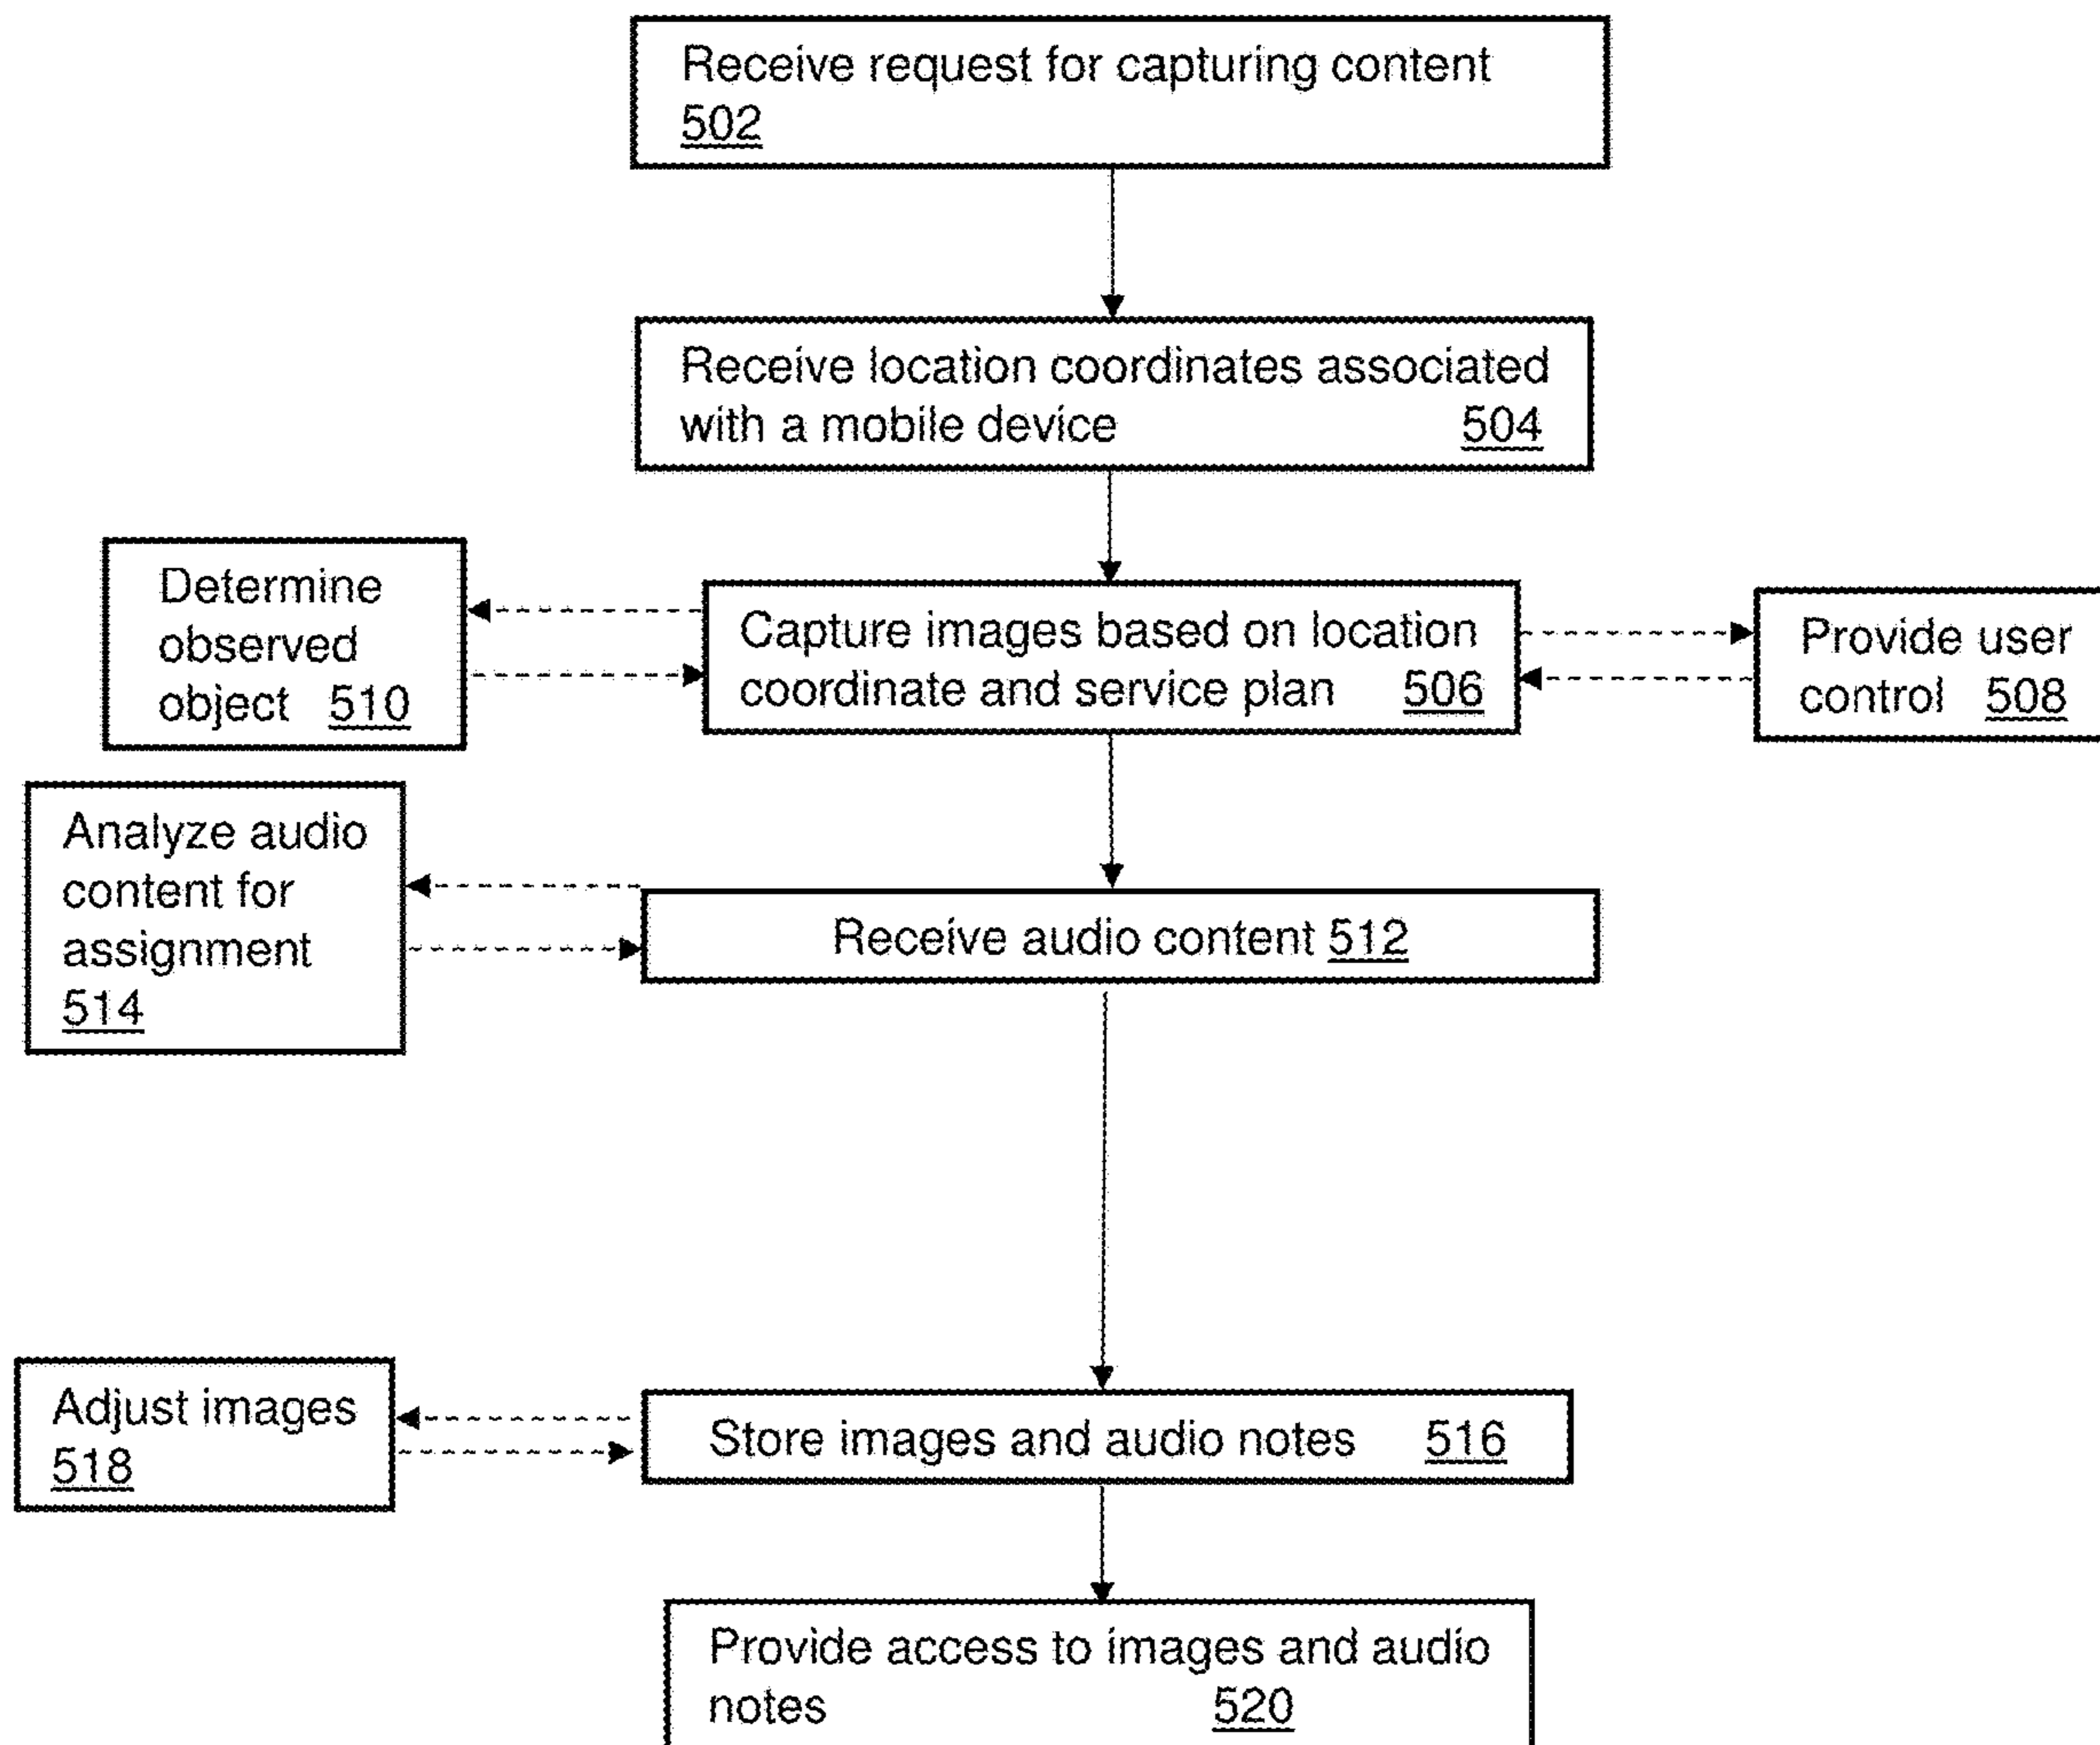 Receive request for capturing content
502
Receive location coordinates associated
with a mobile device 504
Determine
observed
object 510
Capture images based on location
coordinate and service plan 506
Provide user
control 508
Analyze audio
content for
assignment
514
Receive audio content 512
Adjust images
518
Store images and audio notes 516
Provide access to images and audio
notes 520